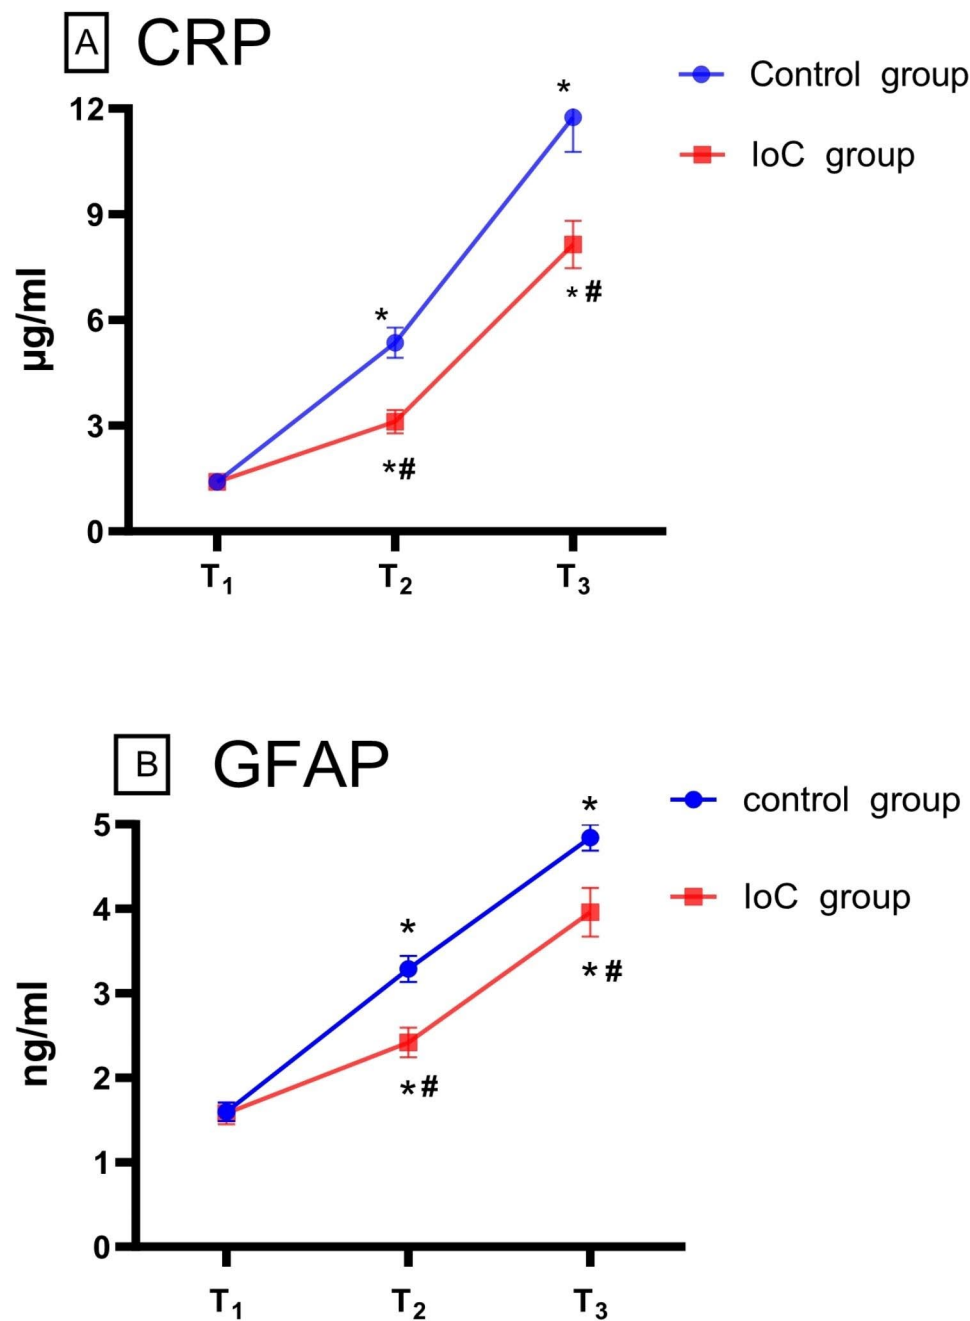 A CRP
Control group
IoC group
12
9
6
3
0
µg/ml
*
*
*#
*#
T1
T2
T3
B GFAP
control group
IoC group
5
4
3
2
1
0
ng/ml
*
*
*#
*#
T1
T2
T3